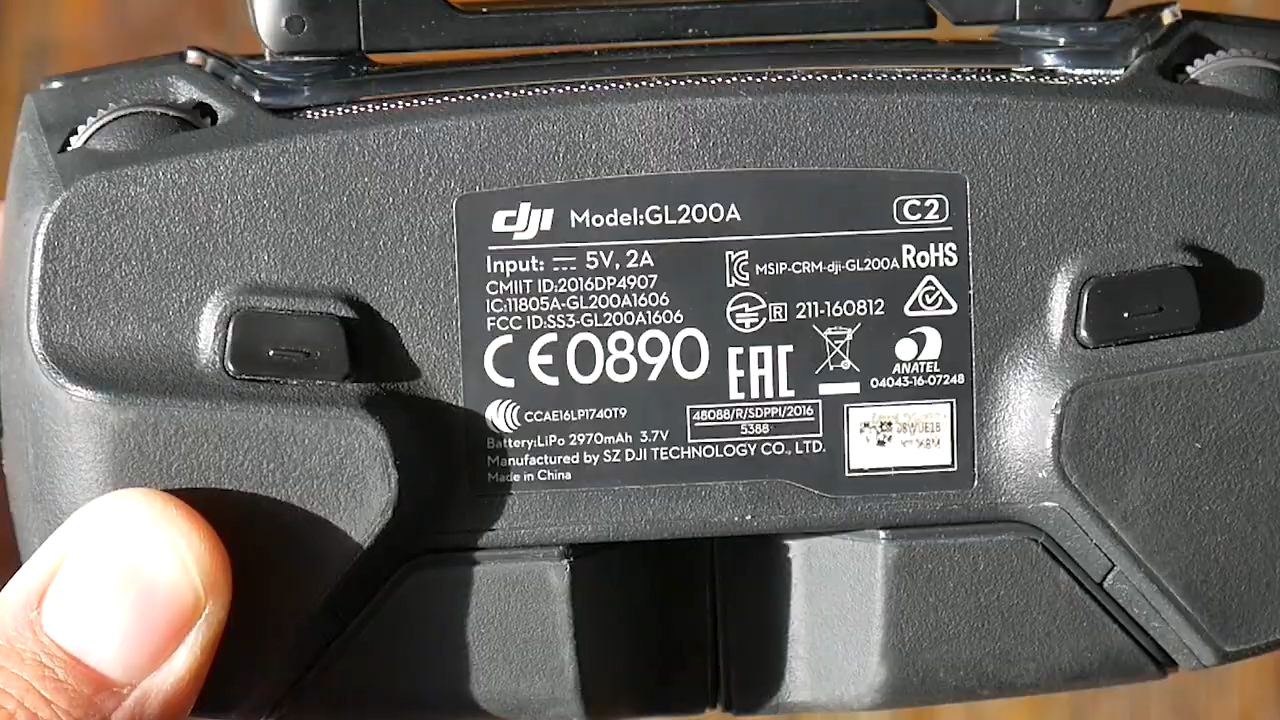 dji Model:GL200A C2
Input: 5V, 2A
CMIIT ID:2016DP4907
IC:11805A-GL200A1606
FCC ID:SS3-GL200A1606
CE0890
CCAE16LP1740T9
Battery:LiPo 2970mAh 3.7V
Manufactured by SZ DJI TECHNOLOGY CO., LTD.
Made in China
MSIP-CRM-dji-GL200A
RoHS
R 211-160812
EAC
ANATEL
04043-16-07248
48088/R/SDPPI/2016
5388